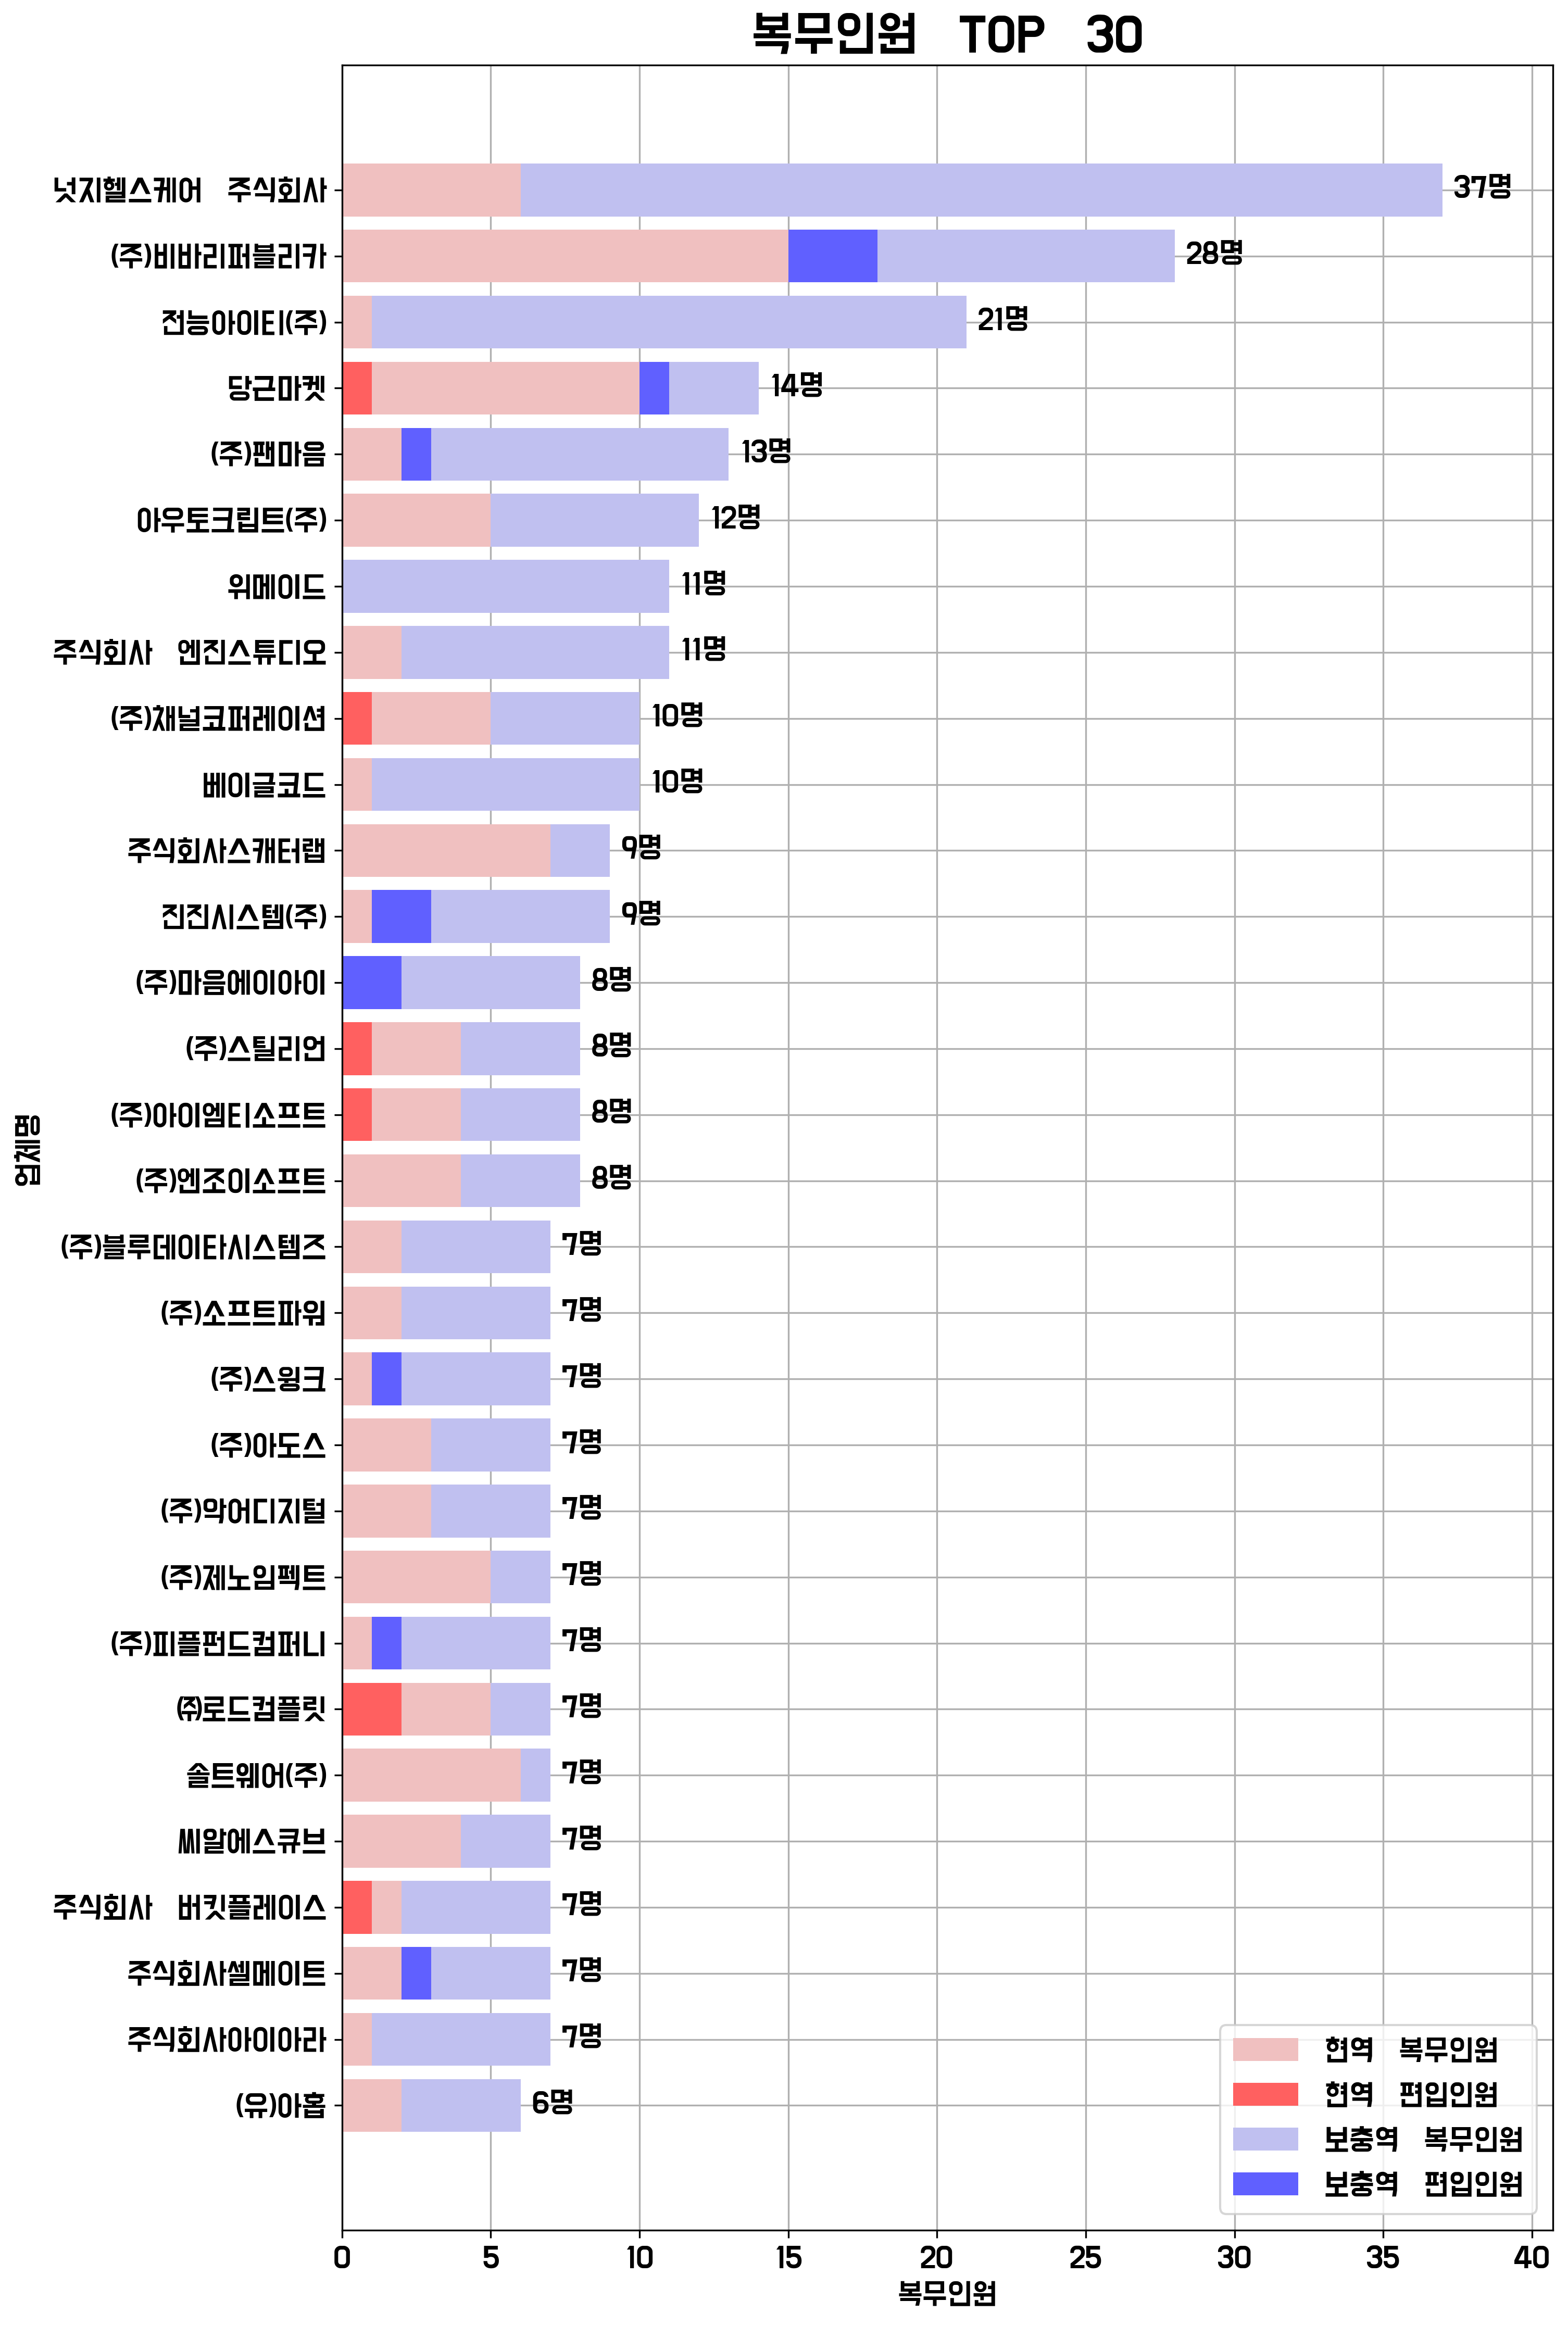 복무인원 TOP 30
넛지헬스케어 주식회사 37명
(주)비바리퍼블리카 28명
전능아이티(주) 21명
당근마켓 14명
(주)팬마음 13명
아우토크립트(주) 12명
위메이드 11명
주식회사 엔진스튜디오 11명
(주)채널코퍼레이션 10명
베이글코드 10명
주식회사스캐터랩 9명
진진시스템(주) 9명
(주)마음에이아이 8명
(주)스틸리언 8명
(주)아이엠티소프트 8명
(주)엔조이소프트 8명
(주)블루데이타시스템즈 7명
(주)소프트파워 7명
(주)스윙크 7명
(주)아도스 7명
(주)악어디지털 7명
(주)제노임펙트 7명
(주)피플펀드컴퍼니 7명
㈜로드컴플릿 7명
솔트웨어(주) 7명
씨알에스큐브 7명
주식회사 버킷플레이스 7명
주식회사셀메이트 7명
주식회사아이아라 7명
(유)아홉 6명
업체명
현역 복무인원
현역 편입인원
보충역 복무인원
보충역 편입인원
0 5 10 15 20 25 30 35 40
복무인원